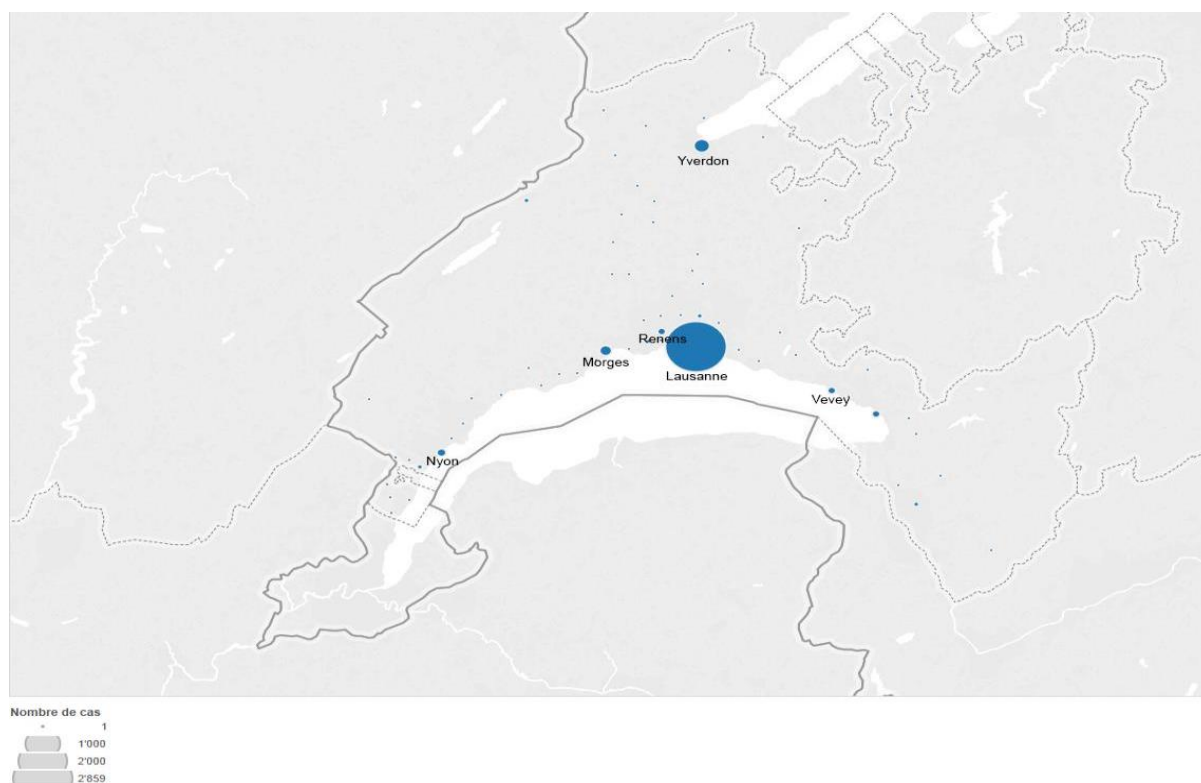 Yverdon
Renens
Morges
Lausanne
Vevey
Nyon
Nombre de cas
1
1'000
2'000
2'859